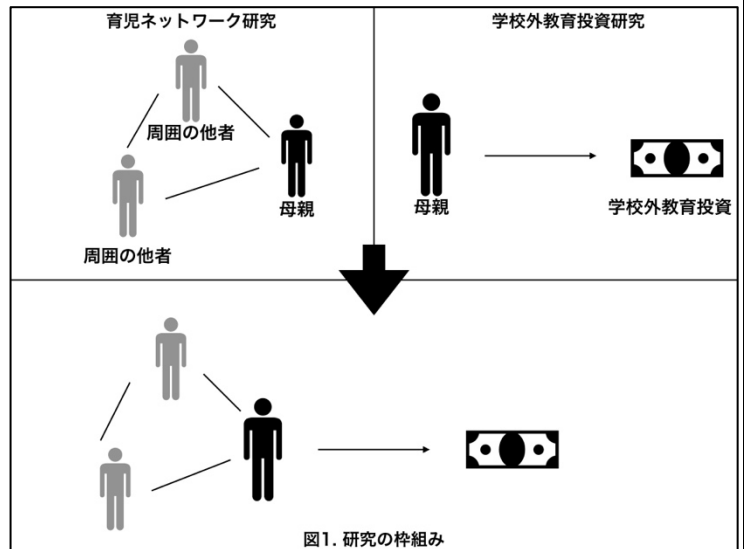 育児ネットワーク研究
学校外教育投資研究
周囲の他者
母親
周囲の他者
母親
学校外教育投資
図1. 研究の枠組み